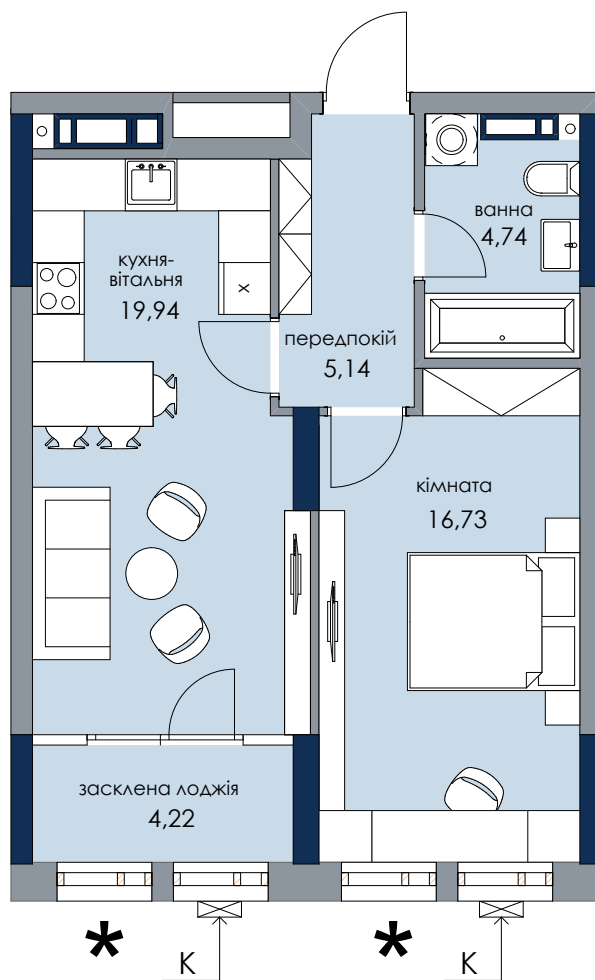 ванна
4,74
кухня-
вітальня
19,94
x
передпокій
5,14
кімната
16,73
засклена лоджія
4,22
* *
К К